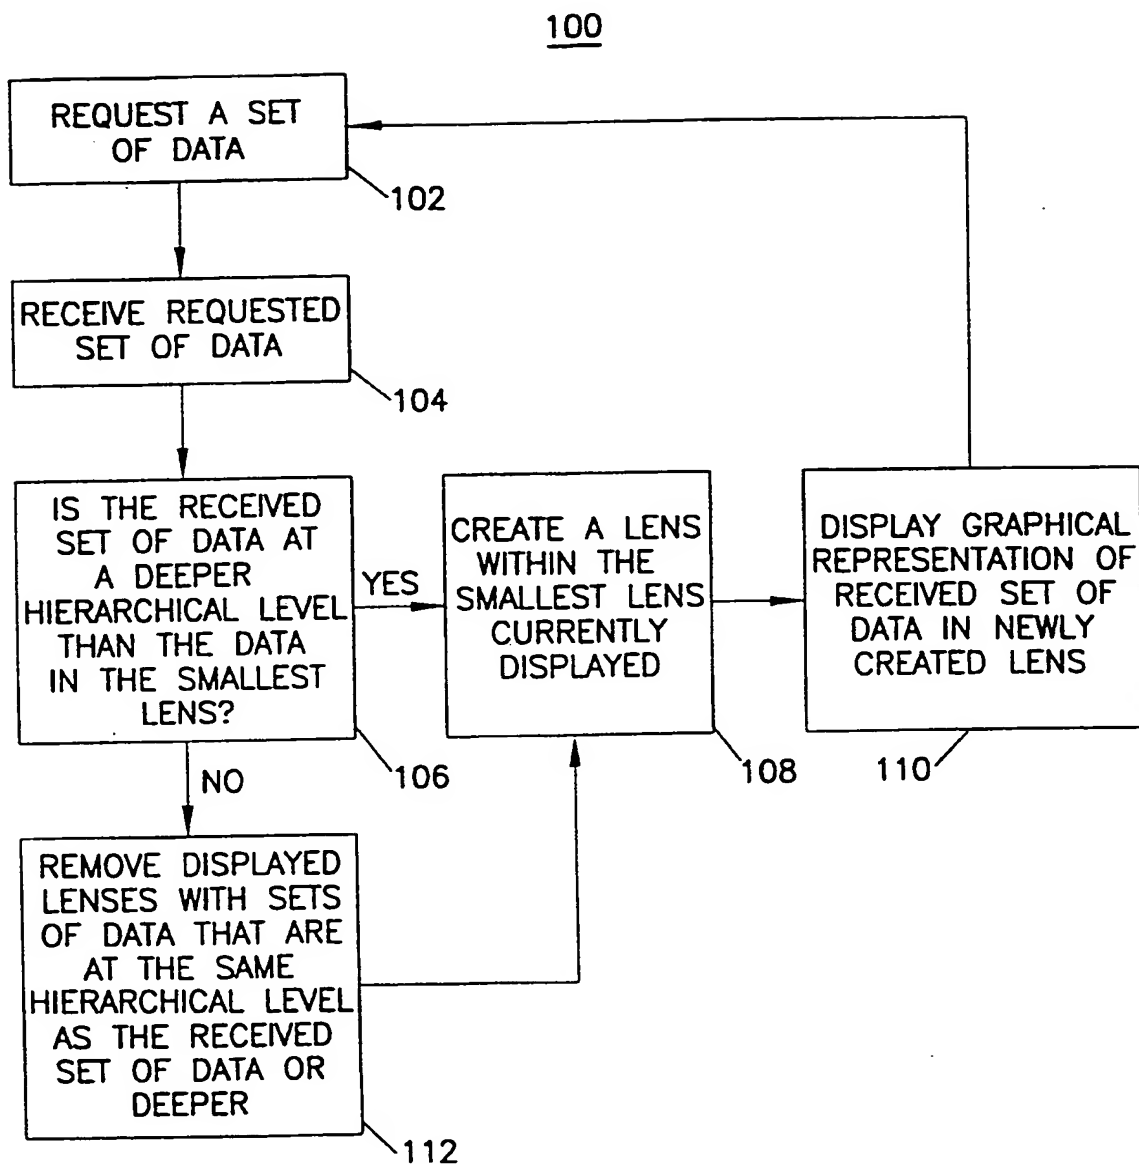 100
REQUEST A SET
OF DATA
102
RECEIVE REQUESTED
SET OF DATA
104
IS THE RECEIVED
SET OF DATA AT
A DEEPER
HIERARCHICAL LEVEL
THAN THE DATA
IN THE SMALLEST
LENS?
106
YES
NO
CREATE A LENS
WITHIN THE
SMALLEST LENS
CURRENTLY
DISPLAYED
108
DISPLAY GRAPHICAL
REPRESENTATION OF
RECEIVED SET OF
DATA IN NEWLY
CREATED LENS
110
REMOVE DISPLAYED
LENSES WITH SETS
OF DATA THAT ARE
AT THE SAME
HIERARCHICAL LEVEL
AS THE RECEIVED
SET OF DATA OR
DEEPER
112